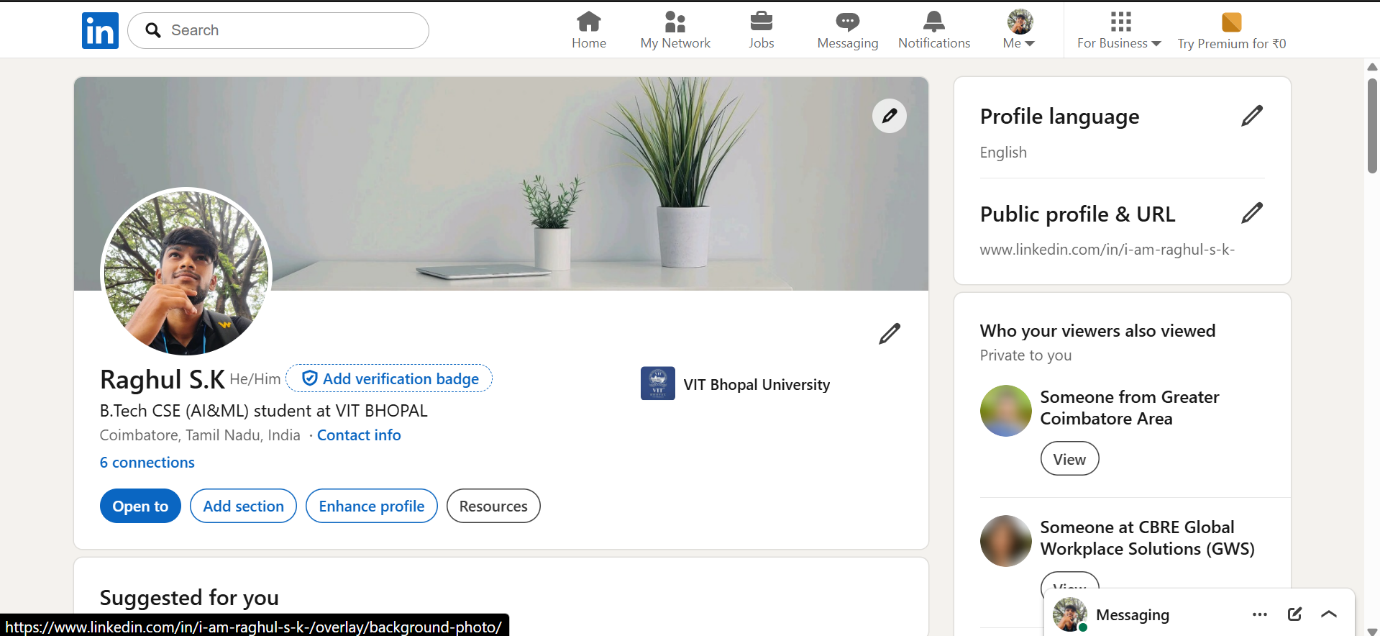 in
Search
Home
My Network
Jobs
Messaging
Notifications
Me
For Business
Try Premium for ₹0
Raghul S.K He/Him Add verification badge
B.Tech CSE (AI&ML) student at VIT BHOPAL
Coimbatore, Tamil Nadu, India · Contact info
6 connections
VIT Bhopal University
Open to
Add section
Enhance profile
Resources
Suggested for you
Profile language
English
Public profile & URL
www.linkedin.com/in/i-am-raghul-s-k-
Who your viewers also viewed
Private to you
Someone from Greater
Coimbatore Area
View
Someone at CBRE Global
Workplace Solutions (GWS)
View
Messaging
https://www.linkedin.com/in/i-am-raghul-s-k-/overlay/background-photo/